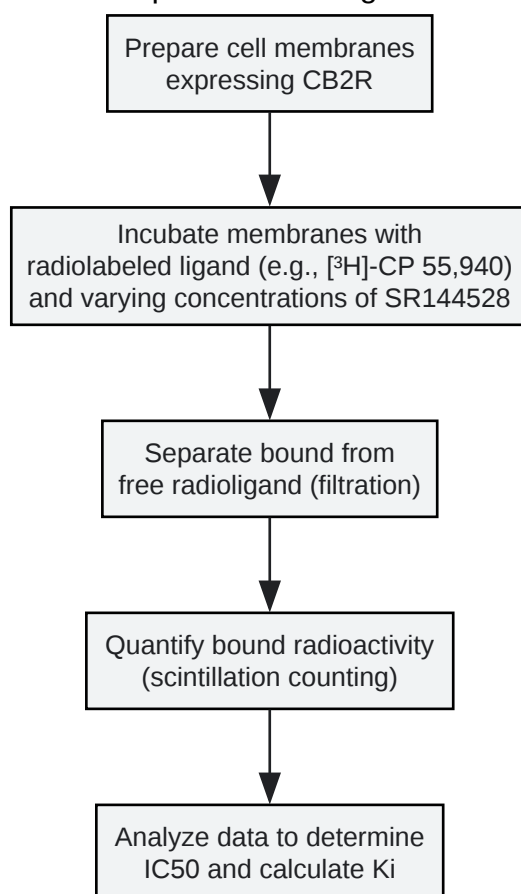 Prepare cell membranes
expressing CB2R
Incubate membranes with
radiolabeled ligand (e.g., [³H]-CP 55,940)
and varying concentrations of SR144528
Separate bound from
free radioligand (filtration)
Quantify bound radioactivity
(scintillation counting)
Analyze data to determine
IC50 and calculate Ki